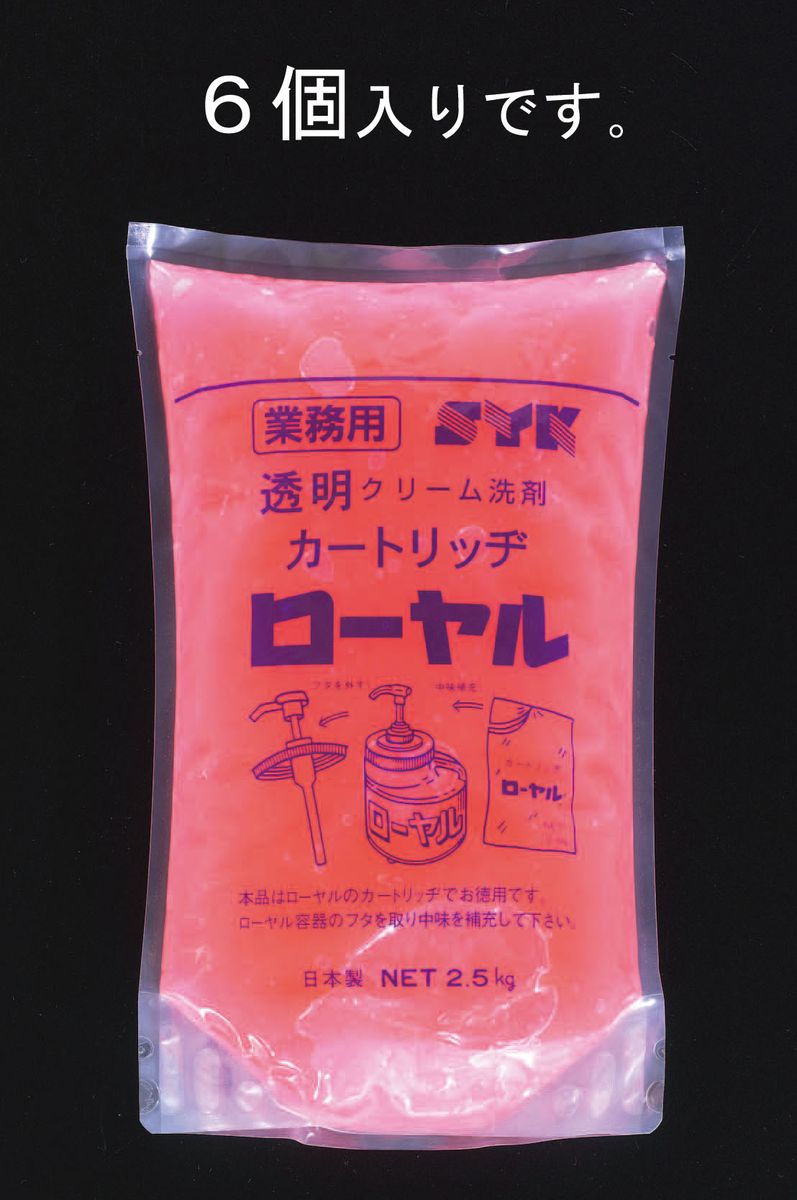 6個入りです。
業務用 SYK
透明クリーム洗剤
カートリッヂ
ローヤル
フタを外す 中味補充
カートリッヂ
ローヤル
ローヤル
本品はローヤルのカートリッヂでお徳用です。
ローヤル容器のフタを取り中味を補充して下さい。
日本製 NET 2.5kg